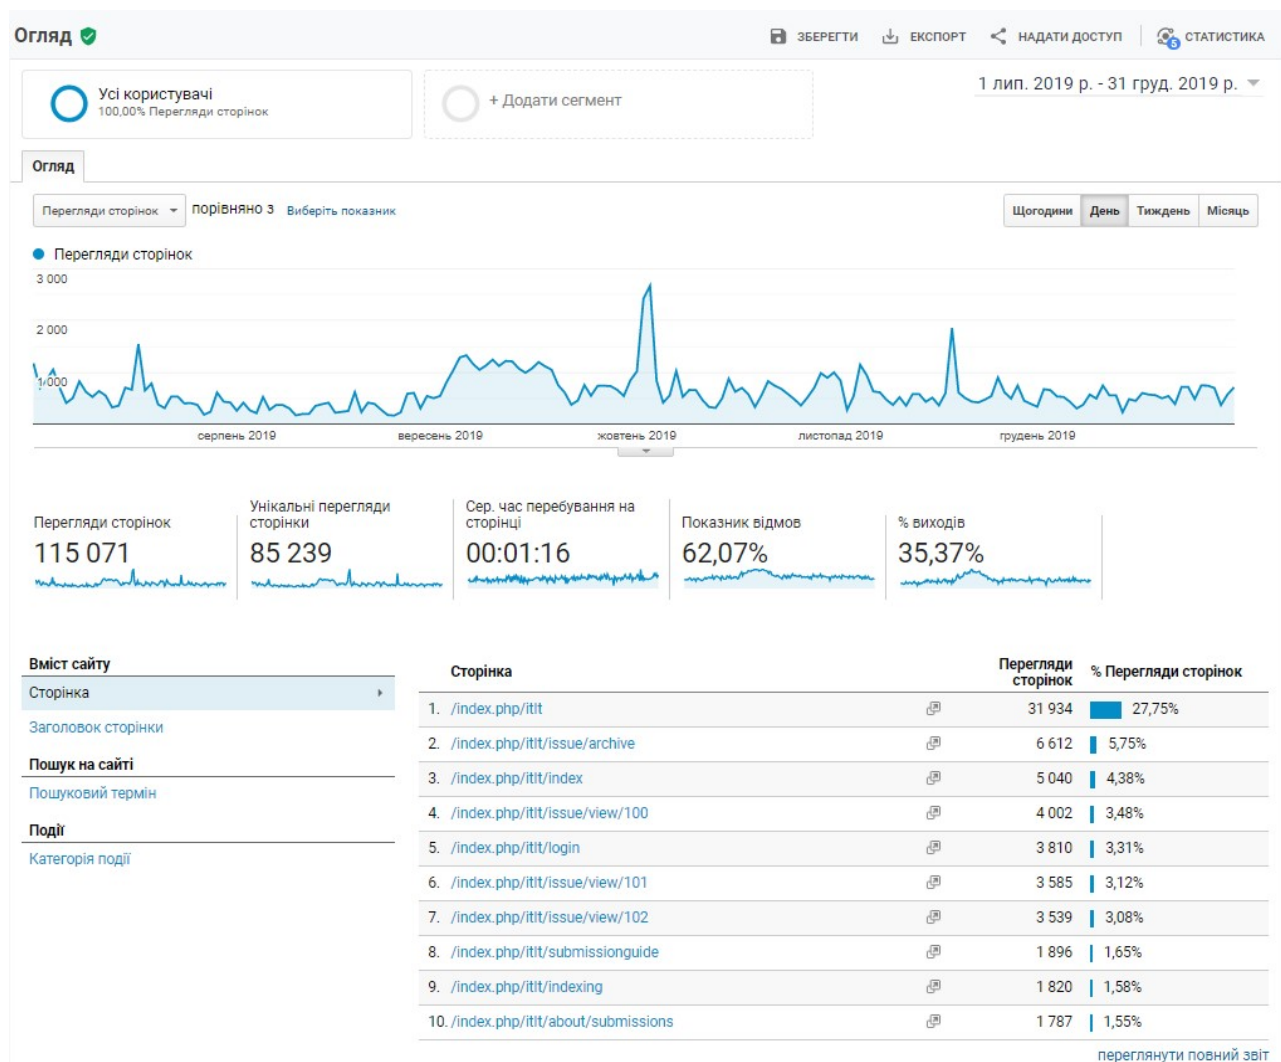 Огляд
ЗБЕРЕГТИ
ЕКСПОРТ
НАДАТИ ДОСТУП
5
СТАТИСТИКА
Усі користувачі
100,00% Перегляди сторінок
+ Додати сегмент
1 лип. 2019 р. - 31 груд. 2019 р.
Огляд
Перегляди сторінок
порівняно з
Виберіть показник
Щогодини
День
Тиждень
Місяць
Перегляди сторінок
3 000
2 000
1 000
серпень 2019
вересень 2019
жовтень 2019
листопад 2019
грудень 2019
Перегляди сторінок
115 071
Унікальні перегляди
сторінки
85 239
Сер. час перебування на
сторінці
00:01:16
Показник відмов
62,07%
% виходів
35,37%
Вміст сайту
Сторінка
Заголовок сторінки
Пошук на сайті
Пошуковий термін
Події
Категорія події
Сторінка
Перегляди
сторінок
% Перегляди сторінок
1. /index.php/itlt 31 934 27,75%
2. /index.php/itlt/issue/archive 6 612 5,75%
3. /index.php/itlt/index 5 040 4,38%
4. /index.php/itlt/issue/view/100 4 002 3,48%
5. /index.php/itlt/login 3 810 3,31%
6. /index.php/itlt/issue/view/101 3 585 3,12%
7. /index.php/itlt/issue/view/102 3 539 3,08%
8. /index.php/itlt/submissionguide 1 896 1,65%
9. /index.php/itlt/indexing 1 820 1,58%
10. /index.php/itlt/about/submissions 1 787 1,55%
переглянути повний звіт